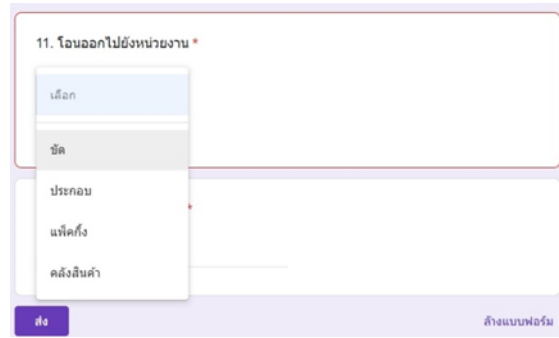 11. โอนออกไปยังหน่วยงาน *
เลือก
ขัด
ประกอบ
*
แพ็คกิ้ง
คลังสินค้า
ส่ง
ล้างแบบฟอร์ม